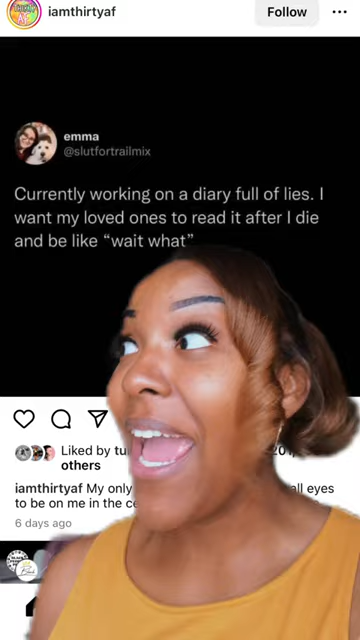 iamthirtyaf
Follow
emma
@slutfortrailmix
Currently working on a diary full of lies. I
want my loved ones to read it after I die
and be like “wait what”
Liked by
others
iamthirtyaf My only all eyes
to be on me in the
6 days ago